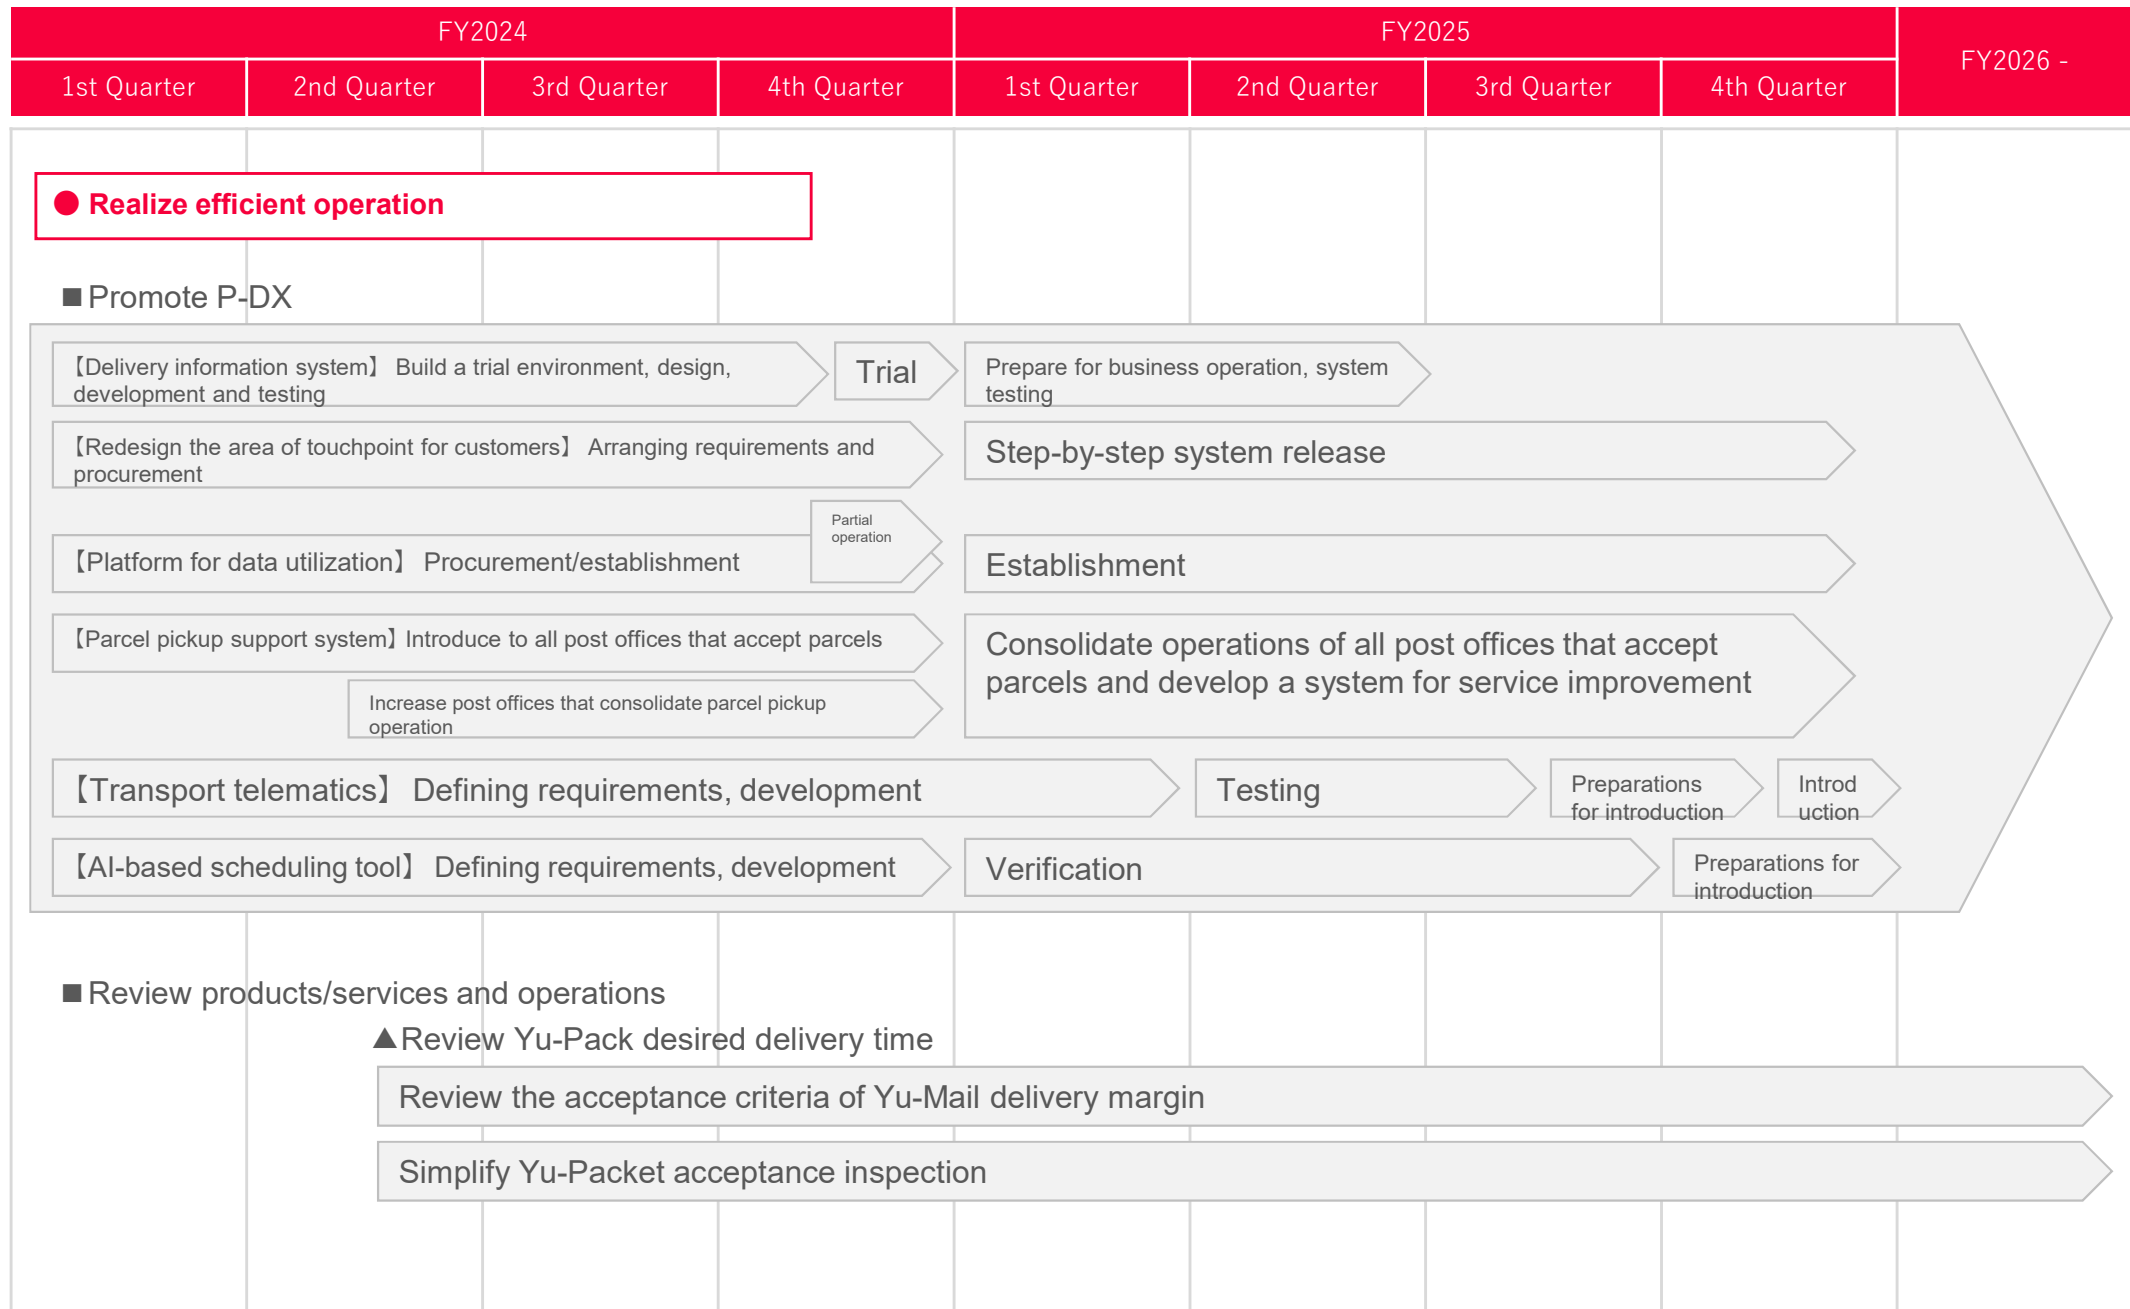 FY2024
FY2025
FY2026 -
1st Quarter
2nd Quarter
3rd Quarter
4th Quarter
1st Quarter
2nd Quarter
3rd Quarter
4th Quarter
● Realize efficient operation
■ Promote P-DX
【Delivery information system】 Build a trial environment, design,
development and testing
Trial
Prepare for business operation, system
testing
【Redesign the area of touchpoint for customers】 Arranging requirements and
procurement
Step-by-step system release
Partial
operation
【Platform for data utilization】 Procurement/establishment
Establishment
【Parcel pickup support system】 Introduce to all post offices that accept parcels
Increase post offices that consolidate parcel pickup
operation
Consolidate operations of all post offices that accept
parcels and develop a system for service improvement
【Transport telematics】 Defining requirements, development
Testing
Preparations
for introduction
Introd
uction
【AI-based scheduling tool】 Defining requirements, development
Verification
Preparations for
introduction
■ Review products/services and operations
▲Review Yu-Pack desired delivery time
Review the acceptance criteria of Yu-Mail delivery margin
Simplify Yu-Packet acceptance inspection